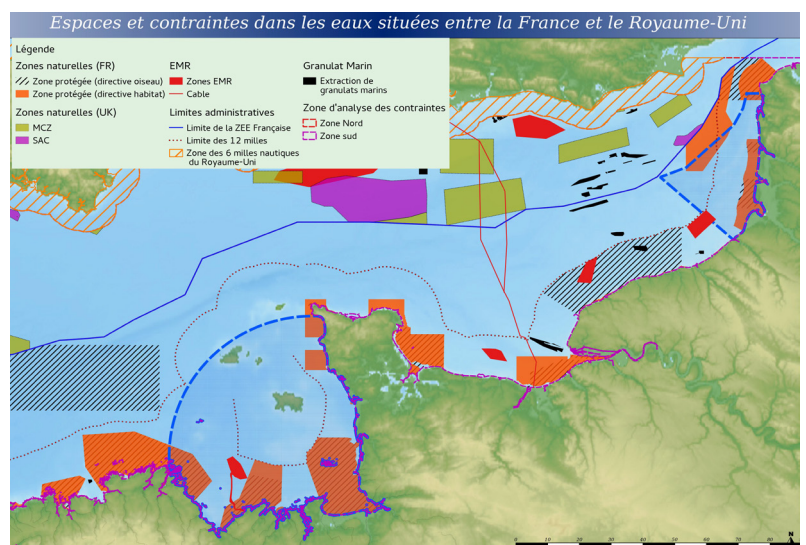 Espaces et contraintes dans les eaux situées entre la France et le Royaume-Uni
Légende
Zones naturelles (FR)
Zone protégée (directive oiseau)
Zone protégée (directive habitat)
Zones naturelles (UK)
MCZ
SAC
EMR
Zones EMR
Cable
Limites administratives
Limite de la ZEE Française
Limite des 12 milles
Zone des 6 milles nautiques
du Royaume-Uni
Granulat Marin
Extraction de
granulats marins
Zone d'analyse des contraintes
Zone Nord
Zone sud
N
0 10 20 30 40 50 60 70 80